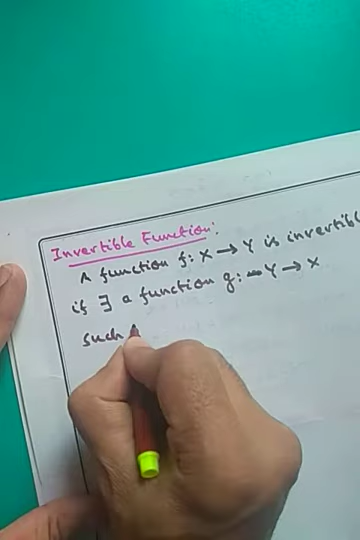 Invertible Function:
A function f: X → Y is invertible
if ∃ a function g: Y → X
such